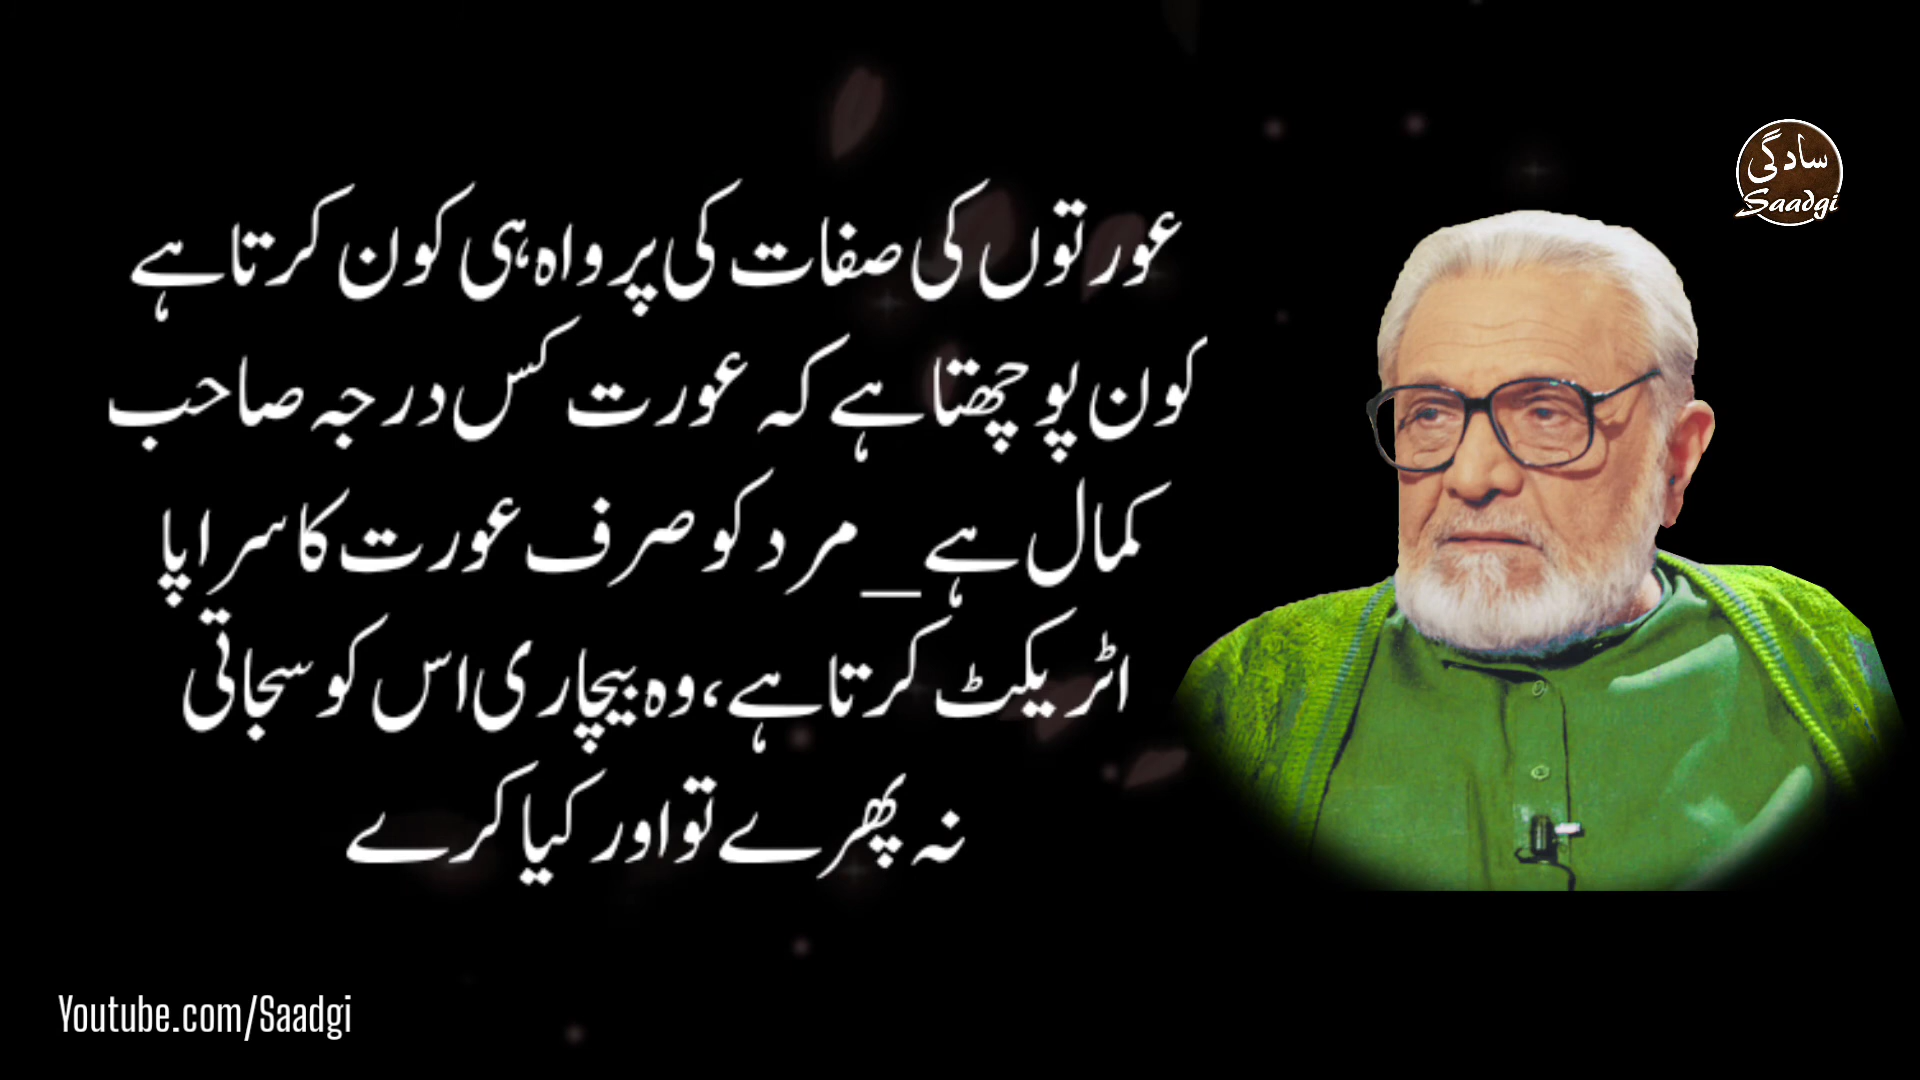 سادگی
Saadgi
عورتوں کی صفات کی پرواہ ہی کون کرتا ہے
کون پوچھتا ہے کہ عورت کس درجہ صاحب
کمال ہے_مرد کو صرف عورت کا سراپا
اٹریکٹ کرتا ہے، وہ بیچاری اس کو سجاتی
نہ پھرے تو اور کیا کرے
Youtube.com/Saadgi